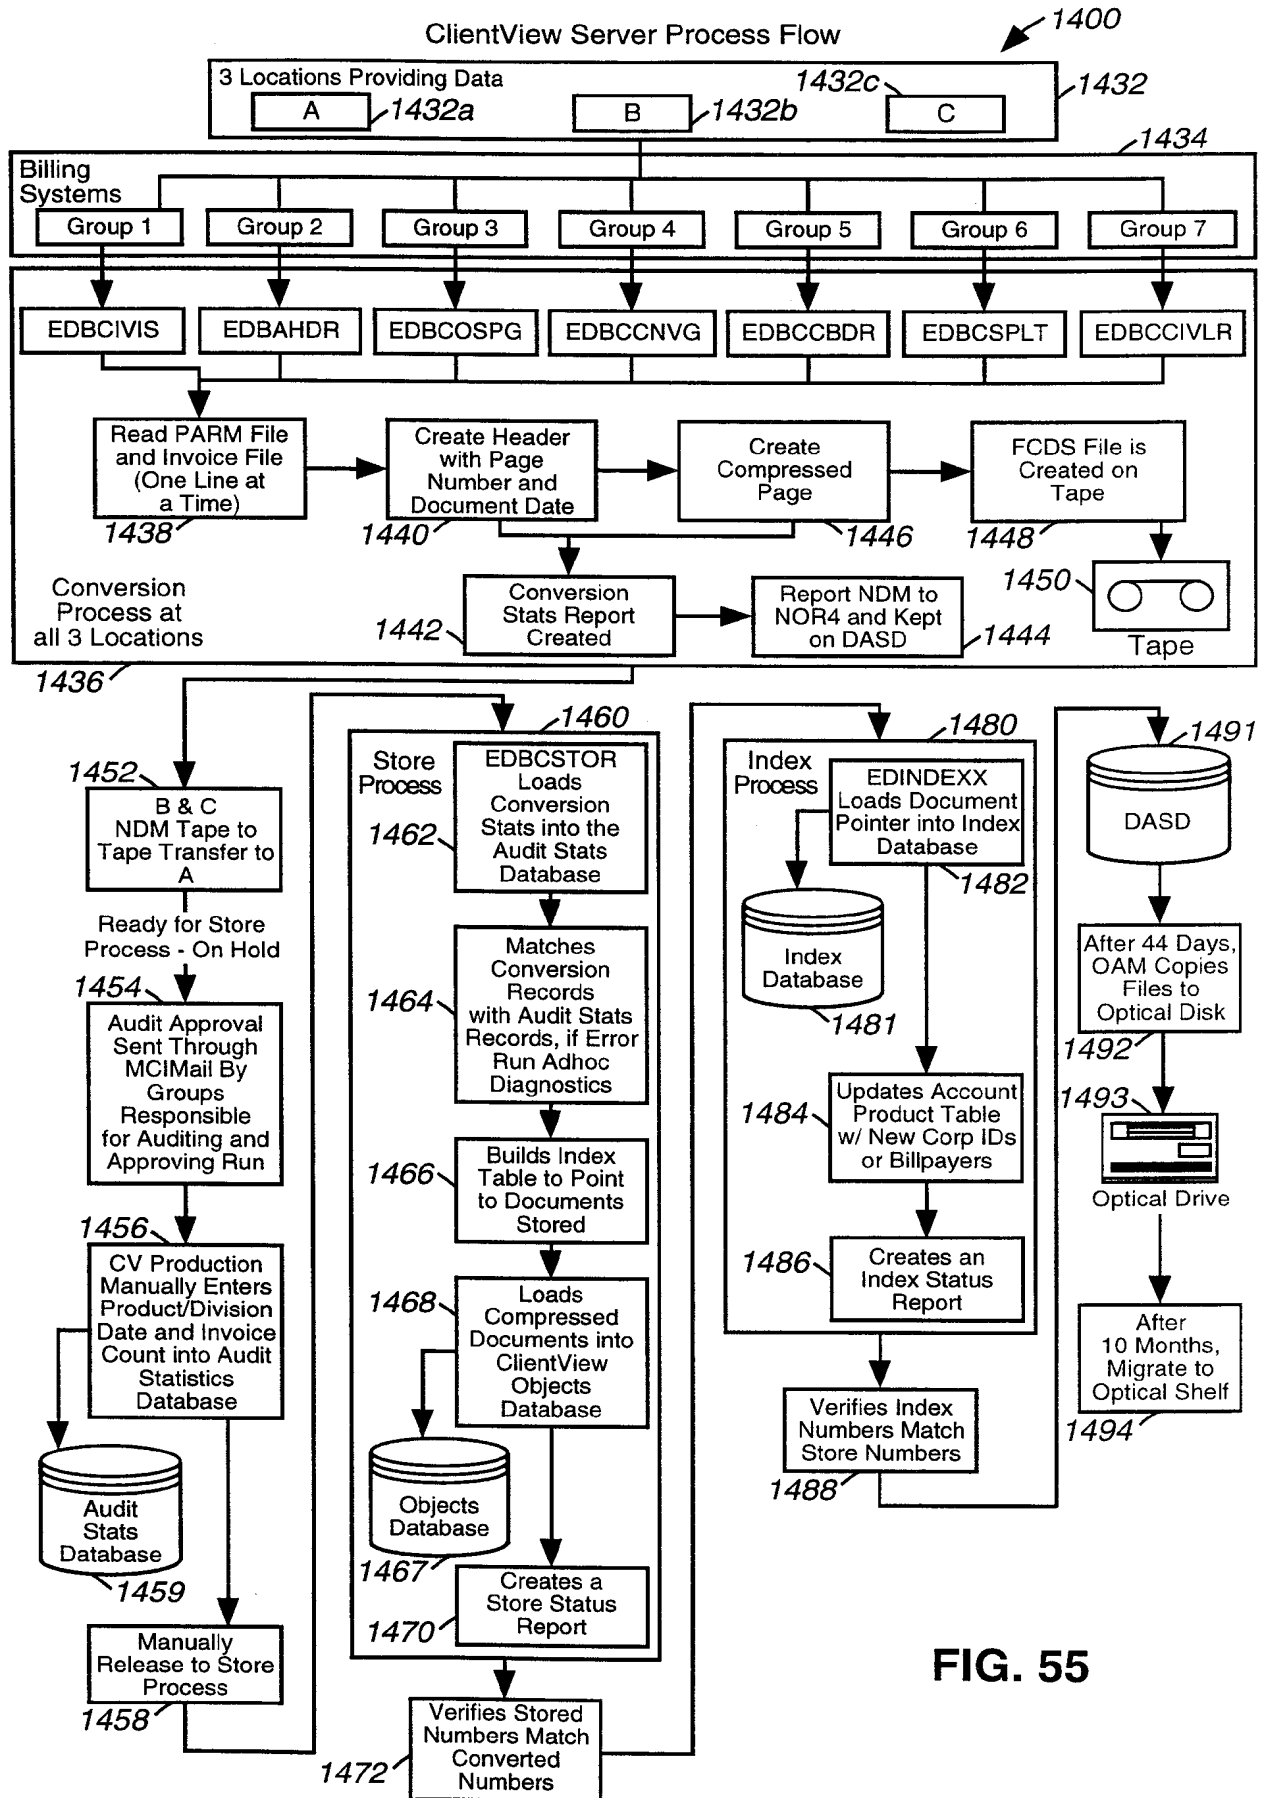 ClientView Server Process Flow
1400
3 Locations Providing Data
1432c
1432
A
1432a
B
1432b
C
1434
Billing
Systems
Group 1
Group 2
Group 3
Group 4
Group 5
Group 6
Group 7
EDBCIVIS
EDBAHDR
EDBCOSPG
EDBCCNVG
EDBCCBDR
EDBCSPLT
EDBCCIVLR
Read PARM File
and Invoice File
(One Line at
a Time)
1438
Create Header
with Page
Number and
Document Date
1440
Create
Compressed
Page
1446
FCDS File is
Created on
Tape
1448
1450
Tape
Conversion
Process at
all 3 Locations
1436
Conversion
Stats Report
Created
1442
Report NDM to
NOR4 and Kept
on DASD
1444
1452
B & C
NDM Tape to
Tape Transfer to
A
Ready for Store
Process - On Hold
1454
Audit Approval
Sent Through
MCIMail By
Groups
Responsible
for Auditing and
Approving Run
1456
CV Production
Manually Enters
Product/Division
Date and Invoice
Count into Audit
Statistics
Database
Audit
Stats
Database
1459
Manually
Release to Store
Process
1458
1460
Store
Process
EDBCSTOR
Loads
Conversion
Stats into the
Audit Stats
Database
1462
Matches
Conversion
Records
with Audit Stats
Records, if Error
Run Adhoc
Diagnostics
1464
Builds Index
Table to Point
to Documents
Stored
1466
Loads
Compressed
Documents into
ClientView
Objects
Database
1468
Objects
Database
1467
Creates a
Store Status
Report
1470
Verifies Stored
Numbers Match
Converted
Numbers
1472
1480
Index
Process
EDINDEXX
Loads Document
Pointer into Index
Database
1482
Index
Database
1481
Updates Account
Product Table
w/ New Corp IDs
or Billpayers
1484
Creates an
Index Status
Report
1486
Verifies Index
Numbers Match
Store Numbers
1488
1491
DASD
After 44 Days,
OAM Copies
Files to
Optical Disk
1492
1493
Optical Drive
After
10 Months,
Migrate to
Optical Shelf
1494
FIG. 55